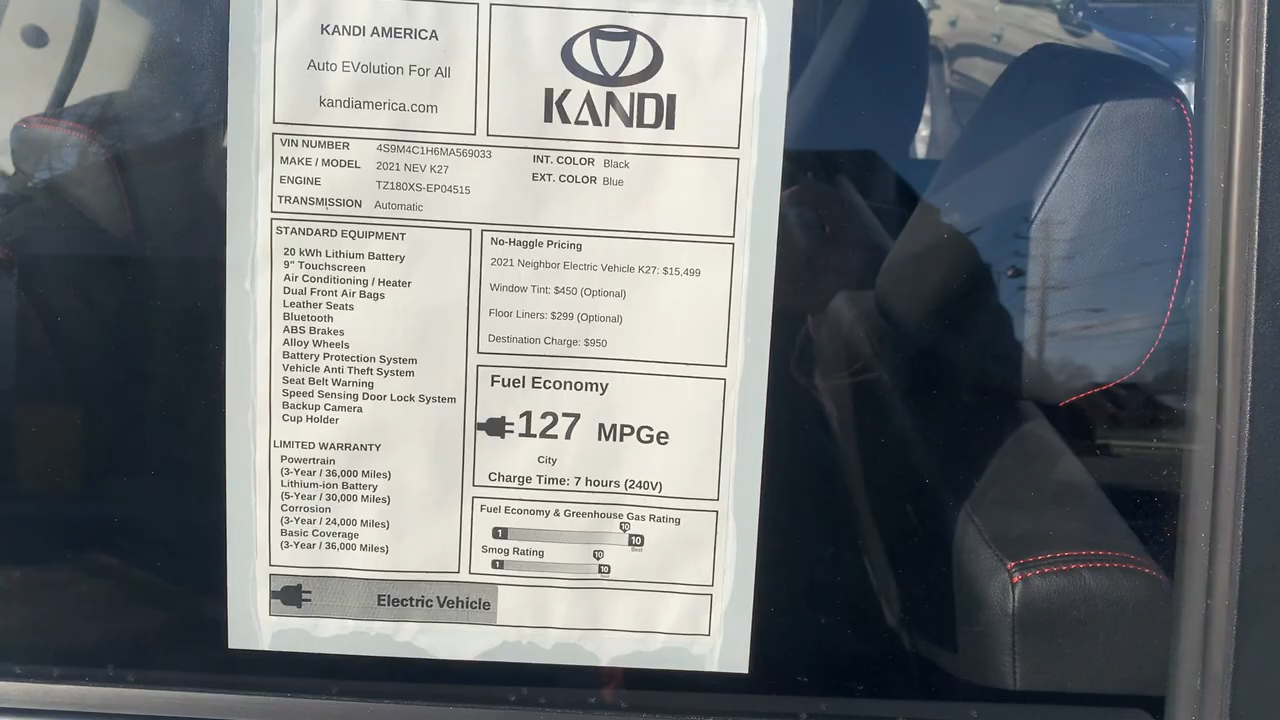 KANDI AMERICA
Auto EVolution For All
kandiamerica.com
KANDI
VIN NUMBER 4S9M4C1H6MA569033
MAKE / MODEL 2021 NEV K27
ENGINE TZ180XS-EP04515
TRANSMISSION Automatic
INT. COLOR Black
EXT. COLOR Blue
STANDARD EQUIPMENT
20 kWh Lithium Battery
9" Touchscreen
Air Conditioning / Heater
Dual Front Air Bags
Leather Seats
Bluetooth
ABS Brakes
Alloy Wheels
Battery Protection System
Vehicle Anti Theft System
Seat Belt Warning
Speed Sensing Door Lock System
Backup Camera
Cup Holder
LIMITED WARRANTY
Powertrain
(3-Year / 36,000 Miles)
Lithium-ion Battery
(5-Year / 30,000 Miles)
Corrosion
(3-Year / 24,000 Miles)
Basic Coverage
(3-Year / 36,000 Miles)
No-Haggle Pricing
2021 Neighbor Electric Vehicle K27: $15,499
Window Tint: $450 (Optional)
Floor Liners: $299 (Optional)
Destination Charge: $950
Fuel Economy
127 MPGe
City
Charge Time: 7 hours (240V)
Fuel Economy & Greenhouse Gas Rating
10
1 10
Best
Smog Rating
10
1 10
Best
Electric Vehicle